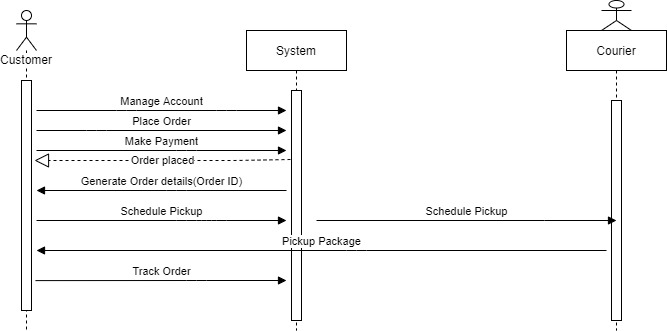 Customer
System
Courier
Manage Account
Place Order
Make Payment
Order placed
Generate Order details(Order ID)
Schedule Pickup
Schedule Pickup
Pickup Package
Track Order